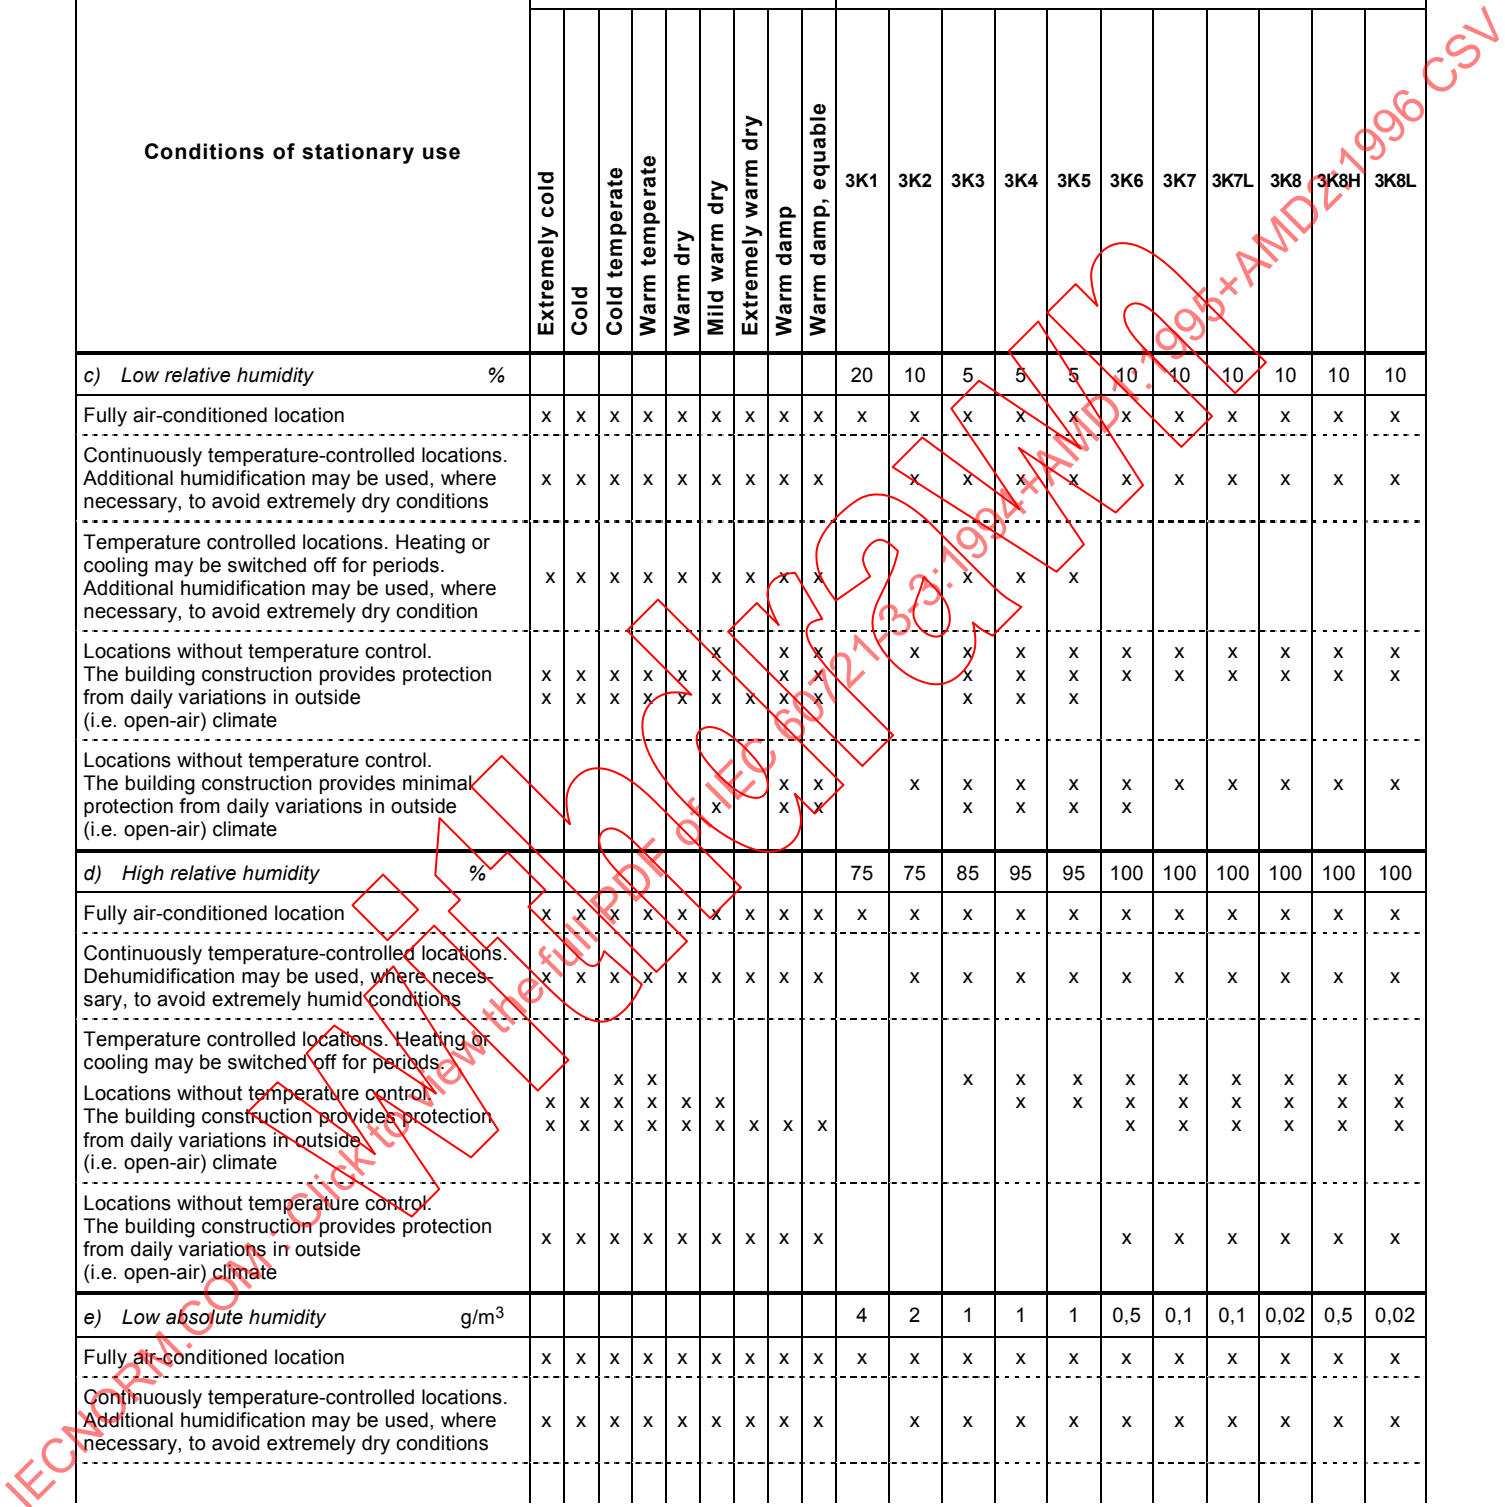 Conditions of stationary use
Extremely cold
Cold
Cold temperate
Warm temperate
Warm dry
Mild warm dry
Extremely warm dry
Warm damp
Warm damp, equable
3K1 3K2 3K3 3K4 3K5 3K6 3K7 3K7L 3K8 3K8H 3K8L
c) Low relative humidity % 20 10 5 5 5 10 10 10 10 10 10
Fully air-conditioned location x x x x x x x x x x x x x x x x x x x x
Continuously temperature-controlled locations.
Additional humidification may be used, where x x x x x x x x x x x x x x x x x x x
necessary, to avoid extremely dry conditions
Temperature controlled locations. Heating or
cooling may be switched off for periods.
x x x x x x x x x x x x
Additional humidification may be used, where
necessary, to avoid extremely dry condition
Locations without temperature control. x x x x x x x x x x x x x
The building construction provides protection x x x x x x x x x x x x x x x x x
from daily variations in outside x x x x x x x x x x x x
(i.e. open-air) climate
Locations without temperature control.
The building construction provides minimal x x x x x x x x x x x x
protection from daily variations in outside x x x x x x x
(i.e. open-air) climate
d) High relative humidity % 75 75 85 95 95 100 100 100 100 100 100
Fully air-conditioned location x x x x x x x x x x x x x x x x x x x x
Continuously temperature-controlled locations.
Dehumidification may be used, where neces- x x x x x x x x x x x x x x x x x x x
sary, to avoid extremely humid conditions
Temperature controlled locations. Heating or
cooling may be switched off for periods.
x x x x x x x x x x x
Locations without temperature control. x x x x x x x x x x x x x x
The building construction provides protection
x x x x x x x x x x x x x x x
from daily variations in outside
(i.e. open-air) climate
Locations without temperature control.
The building construction provides protection
from daily variations in outside x x x x x x x x x x x x x x x
(i.e. open-air) climate
e) Low absolute humidity g/m3 4 2 1 1 1 0,5 0,1 0,1 0,02 0,5 0,02
Fully air-conditioned location x x x x x x x x x x x x x x x x x x x x
Continuously temperature-controlled locations.
Additional humidification may be used, where x x x x x x x x x x x x x x x x x x x
necessary, to avoid extremely dry conditions
withdrawn
IECNORM.COM : Click to view the full PDF of IEC 60721-3-3:1994+AMD1:1995+AMD2:1996 CSV